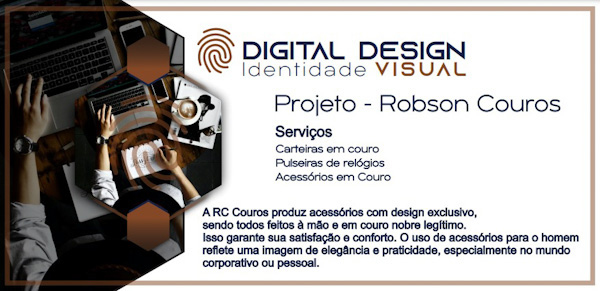 DIGITAL DESIGN
Identidade VISUAL
Projeto - Robson Couros
Serviços
Carteiras em couro
Pulseiras de relógios
Acessórios em Couro
A RC Couros produz acessórios com design exclusivo,
sendo todos feitos à mão e em couro nobre legítimo.
Isso garante sua satisfação e conforto. O uso de acessórios para o homem
reflete uma imagem de elegância e praticidade, especialmente no mundo
corporativo ou pessoal.